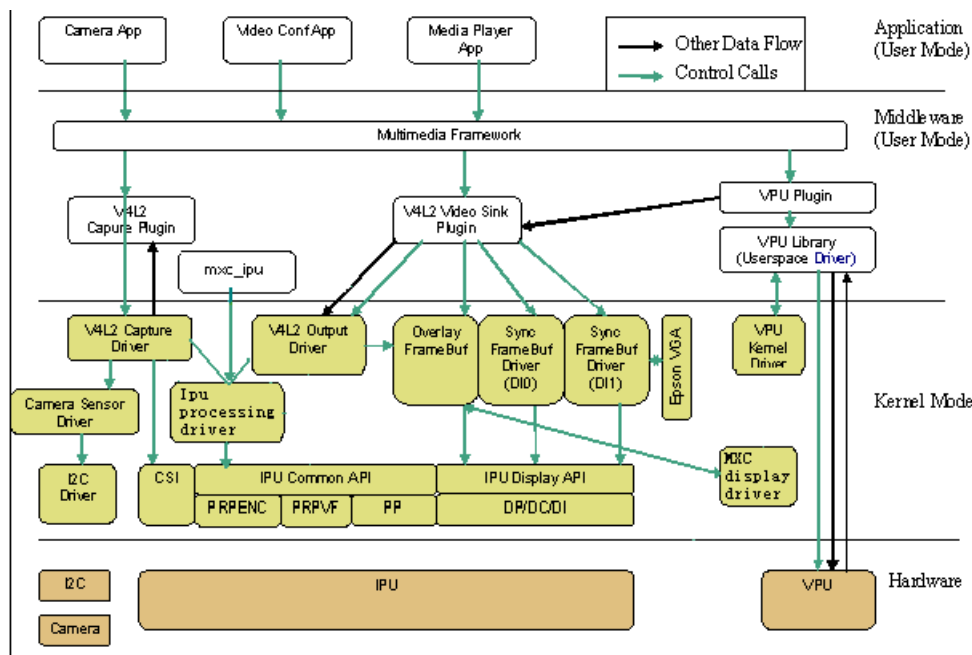 Camera App
Video Conf App
Media Player
App
Other Data Flow
Control Calls
Application
(User Mode)
Multimedia Framework
Middleware
(User Mode)
V4L2
Capure Plugin
V4L2 Video Sink
Plugin
VPU Plugin
VPU Library
(Userspace Driver)
mxc_ipu
V4L2 Capture
Driver
V4L2 Output
Driver
Overlay
FrameBuf
Sync
FrameBuf
Driver
(DI0)
Sync
FrameBuf
Driver
(DI1)
Epson VGA
VPU
Kernel
Driver
Kernel Mode
Camera Sensor
Driver
Ipu
processing
driver
I2C
Driver
CSI
IPU Common API
IPU Display API
MXC
display
driver
PRPENC
PRPVF
PP
DP/DC/DI
I2C
IPU
VPU
Hardware
Camera